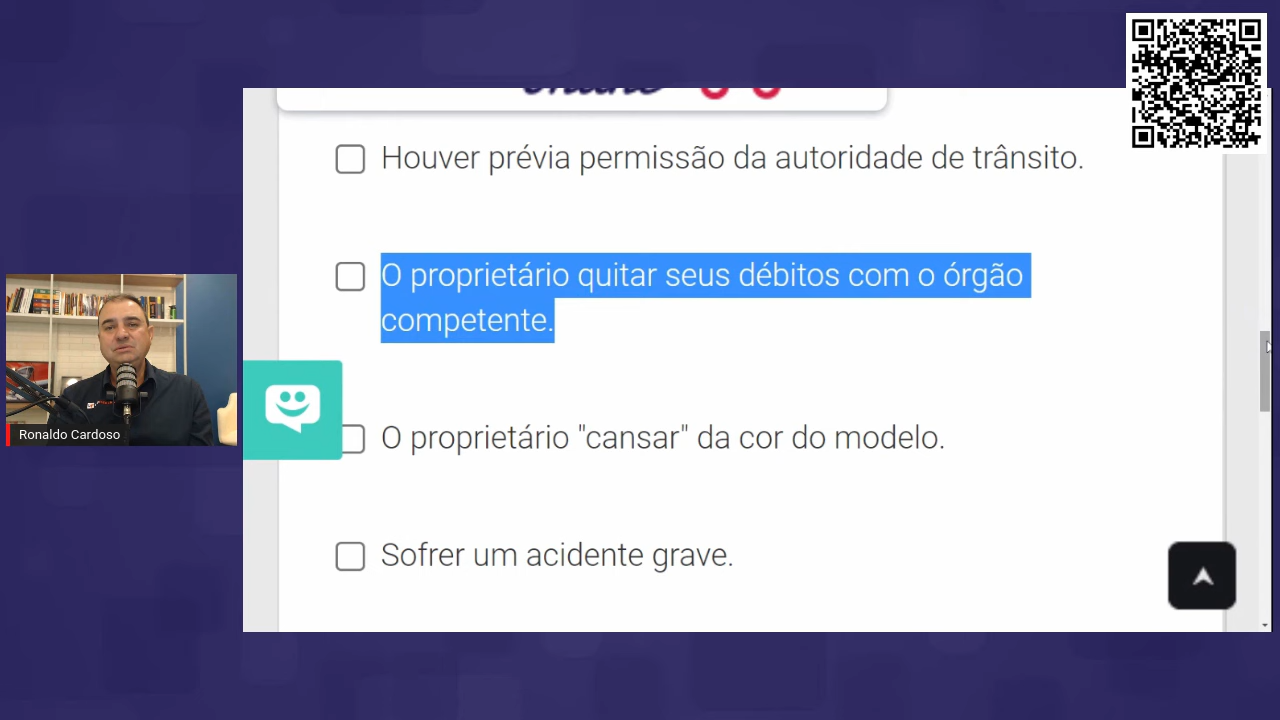 Houver prévia permissão da autoridade de trânsito.
O proprietário quitar seus débitos com o órgão
competente.
O proprietário "cansar" da cor do modelo.
Sofrer um acidente grave.
Ronaldo Cardoso